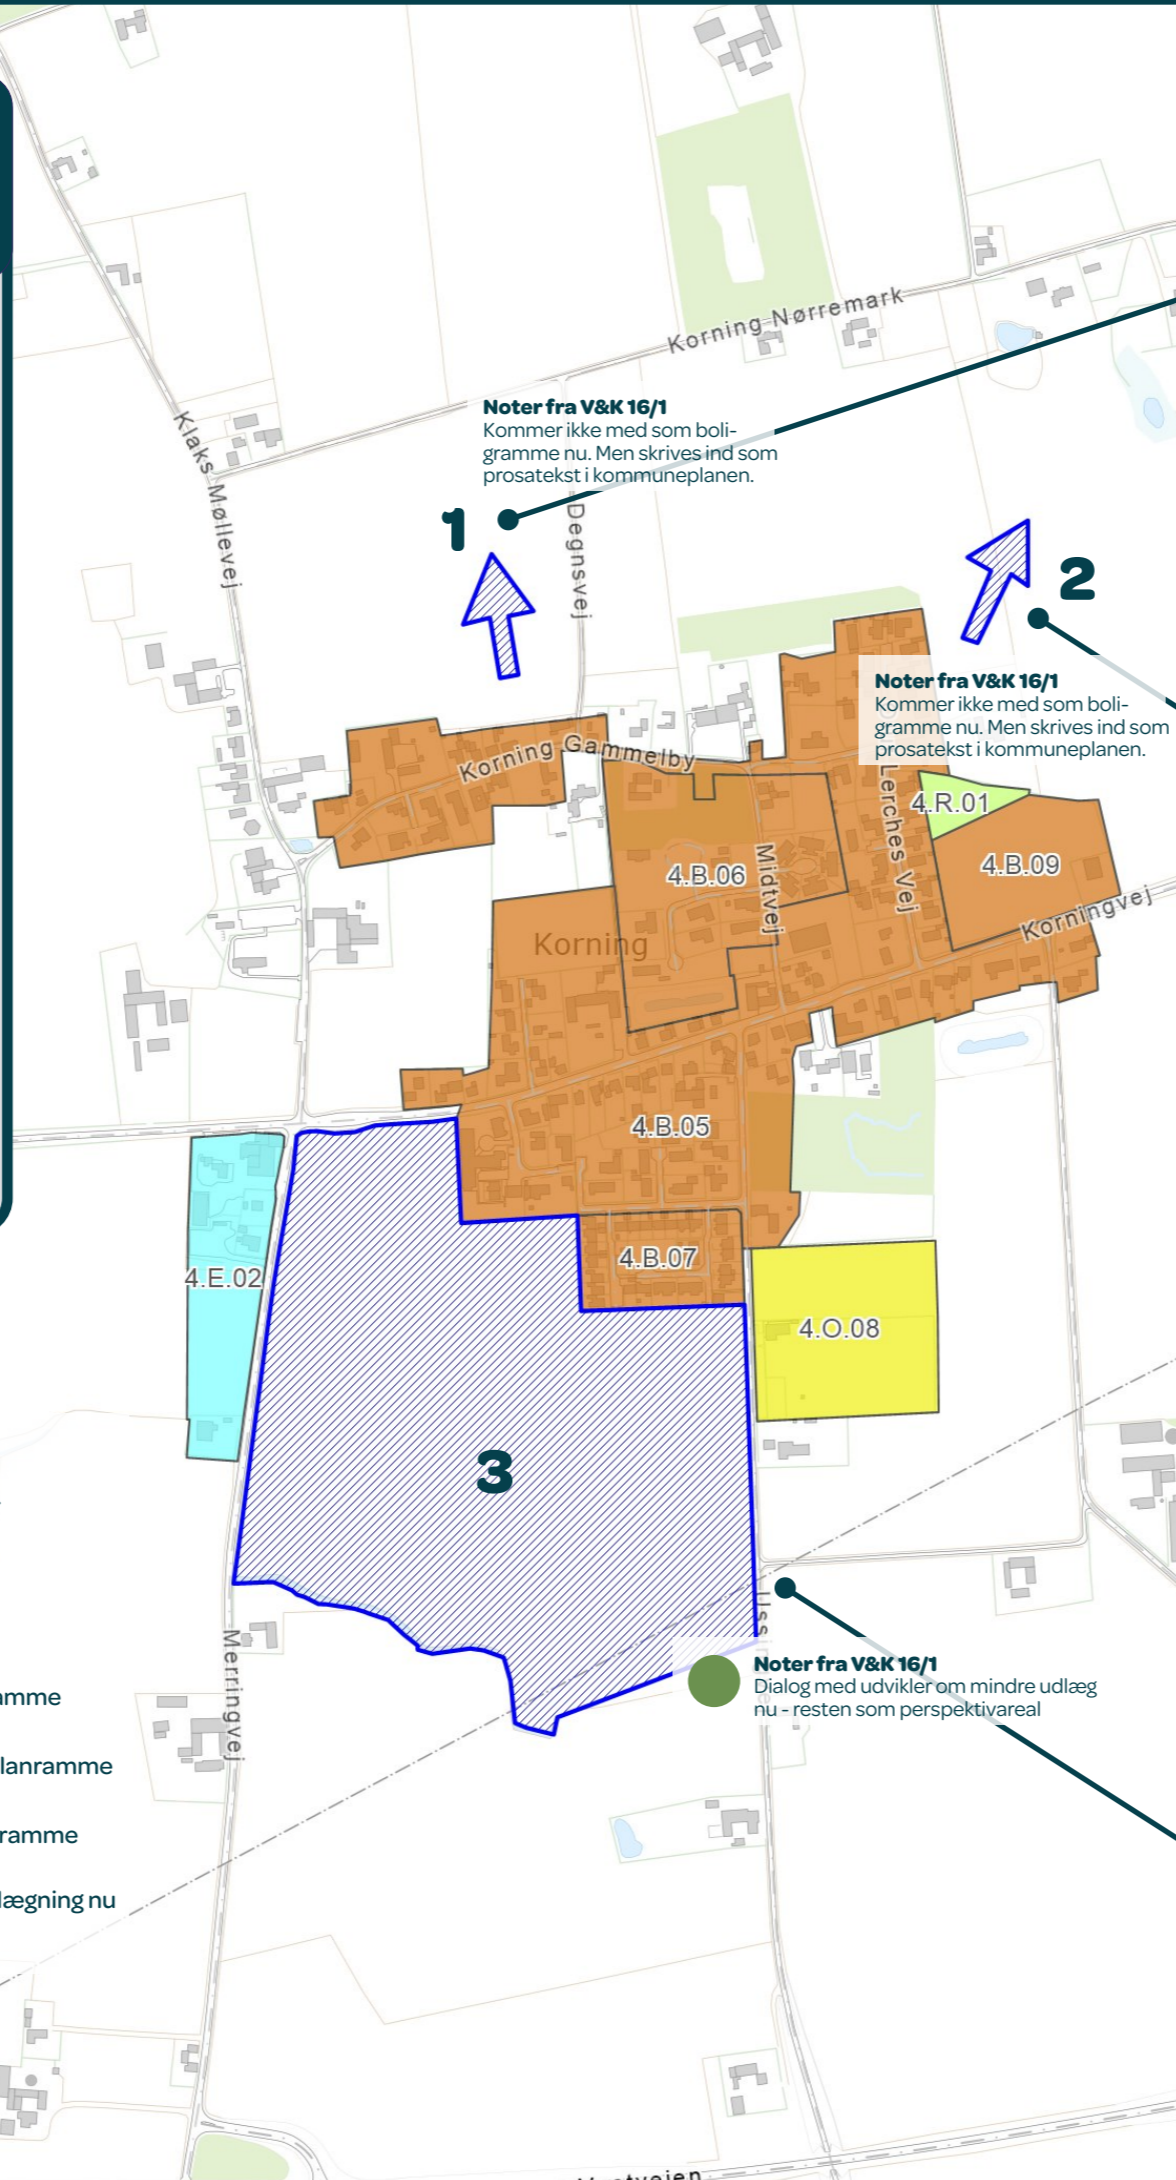 Korning Nørremark
Noter fra V&K 16/1
Kommer ikke med som boli-
gramme nu. Men skrives ind som
prosatekst i kommuneplanen.
Klaks Møllevej
1
Degnsvej
2
Noter fra V&K 16/1
Kommer ikke med som boli-
gramme nu. Men skrives ind som
prosatekst i kommuneplanen.
Korning Gammelby
Lerches Vej
4.R.01
4.B.06
Midtvej
4.B.09
Korningvej
Korning
4.B.05
4.B.07
4.E.02
4.O.08
3
Merringvej
Noter fra V&K 16/1
Dialog med udvikler om mindre udlæg
nu - resten som perspektivareal
amme
lanramme
ramme
lægning nu